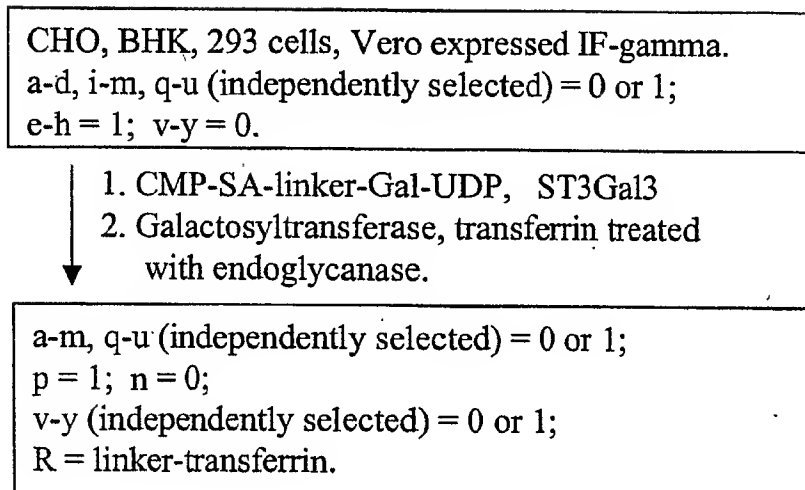 CHO, BHK, 293 cells, Vero expressed IF-gamma.
a-d, i-m, q-u (independently selected) = 0 or 1;
e-h = 1; v-y = 0.
1. CMP-SA-linker-Gal-UDP, ST3Gal3
2. Galactosyltransferase, transferrin treated
with endoglycanase.
a-m, q-u (independently selected) = 0 or 1;
p = 1; n = 0;
v-y (independently selected) = 0 or 1;
R = linker-transferrin.